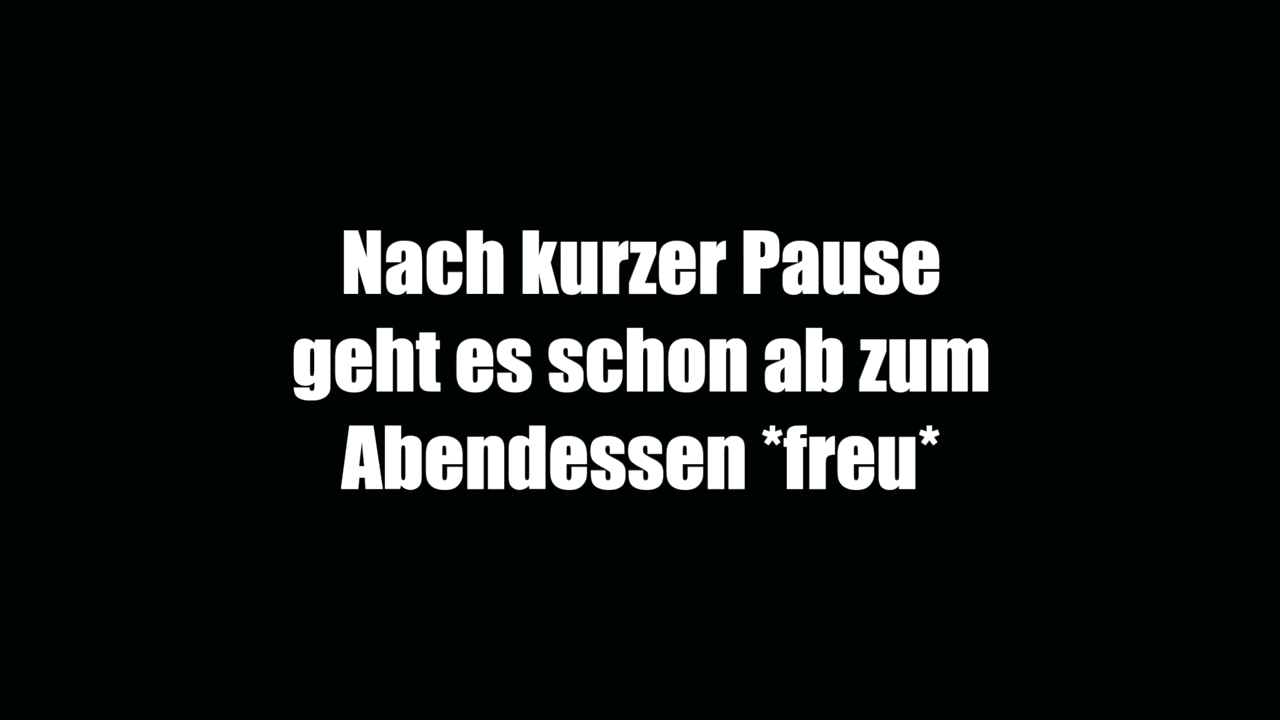 Nach kurzer Pause
geht es schon ab zum
Abendessen *freu*